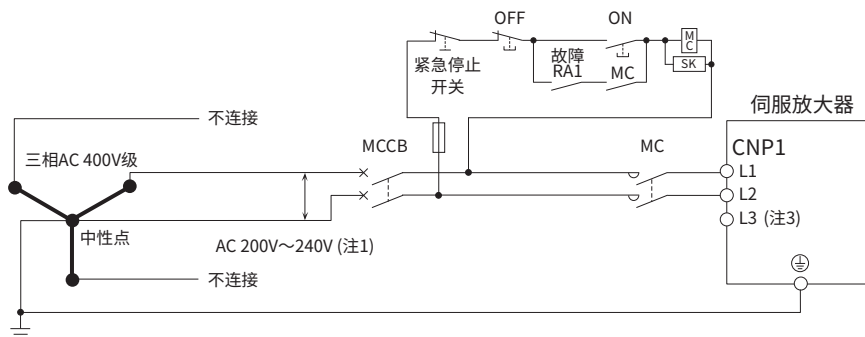 OFF
ON
M
C
SK
紧急停止
开关
故障
RA1
MC
不连接
伺服放大器
三相AC 400V级
MCCB
MC
CNP1
L1
L2
L3 (注3)
中性点
AC 200V～240V (注1)
不连接